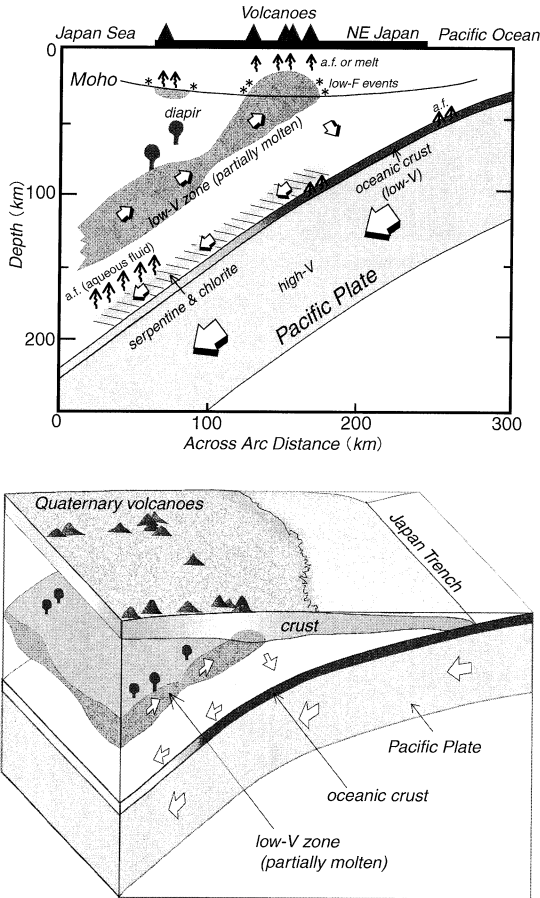 Volcanoes
Japan Sea
NE Japan
Pacific Ocean
0
a.f. or melt
Moho
low-F events
diapir
a.f.
low-V zone (partially molten)
oceanic crust
(low-V)
100
Depth (km)
a.f. (aqueous fluid)
serpentine & chlorite
high-V
Pacific Plate
200
0
100
200
300
Across Arc Distance (km)
Quaternary volcanoes
Japan Trench
crust
Pacific Plate
oceanic crust
low-V zone
(partially molten)